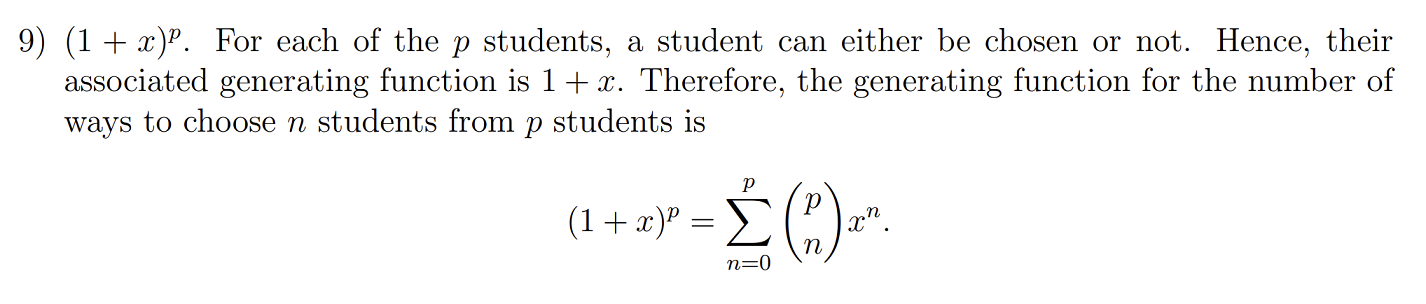 9) (1 + x)^p. For each of the p students, a student can either be chosen or not. Hence, their
associated generating function is 1 + x. Therefore, the generating function for the number of
ways to choose n students from p students is
(1 + x)^p = \sum_{n=0}^{p} \binom{p}{n} x^n.